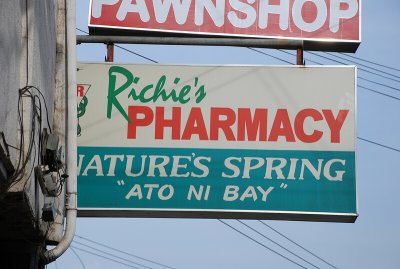 PAWNSHOP
Richie's
PHARMACY
NATURE'S SPRING
"ATO NI BAY"